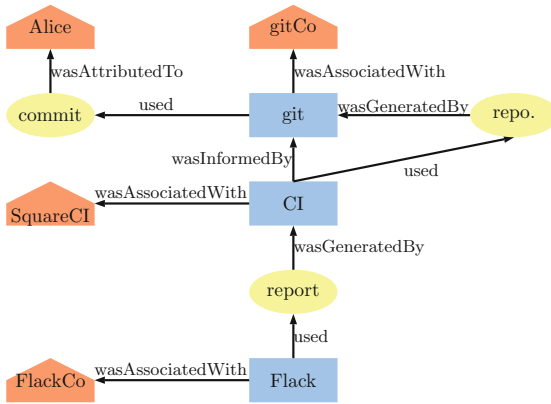 Alice
gitCo
wasAttributedTo
wasAssociatedWith
commit
used
git
wasGeneratedBy
repo.
wasInformedBy
used
wasAssociatedWith
SquareCI
CI
wasGeneratedBy
report
used
wasAssociatedWith
FlackCo
Flack